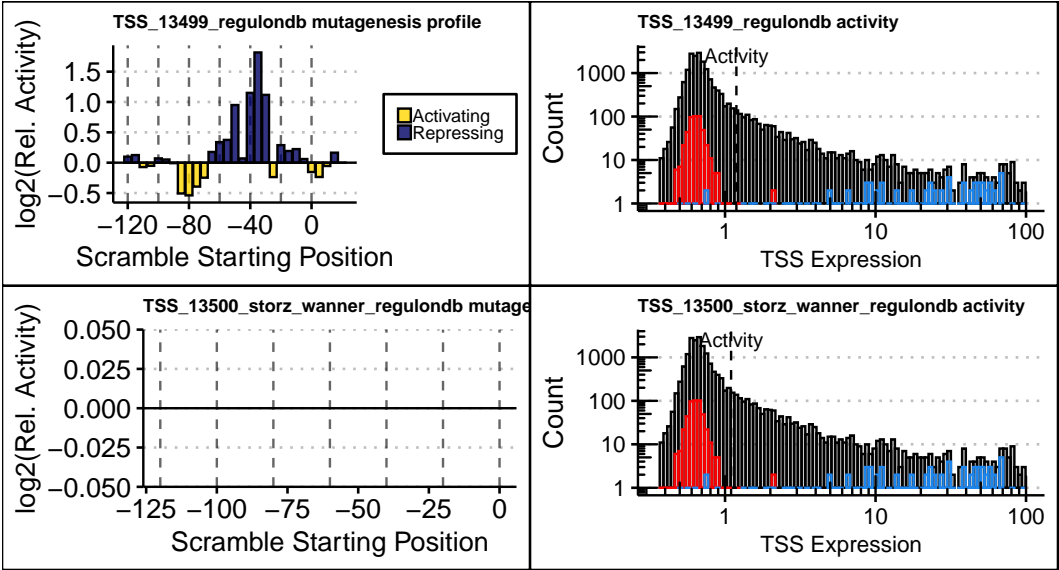 TSS_13499_regulondb mutagenesis profile
log2(Rel. Activity)
1.5
1.0
0.5
0.0
−0.5
−120
−80
−40
0
Scramble Starting Position
Activating
Repressing
TSS_13499_regulondb activity
Activity
Count
1000
100
10
1
1
10
100
TSS Expression
TSS_13500_storz_wanner_regulondb mutage
log2(Rel. Activity)
0.050
0.025
0.000
−0.025
−0.050
−125
−100
−75
−50
−25
0
Scramble Starting Position
TSS_13500_storz_wanner_regulondb activity
Activity
Count
1000
100
10
1
1
10
100
TSS Expression